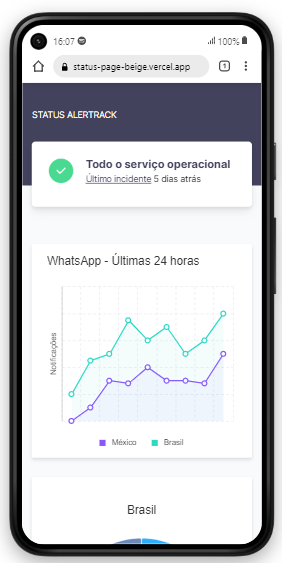 16:07
100%
status-page-beige.vercel.app
1
STATUS ALERTRACK
Todo o serviço operacional
Último incidente 5 dias atrás
WhatsApp - Últimas 24 horas
Notificações
México Brasil
Brasil